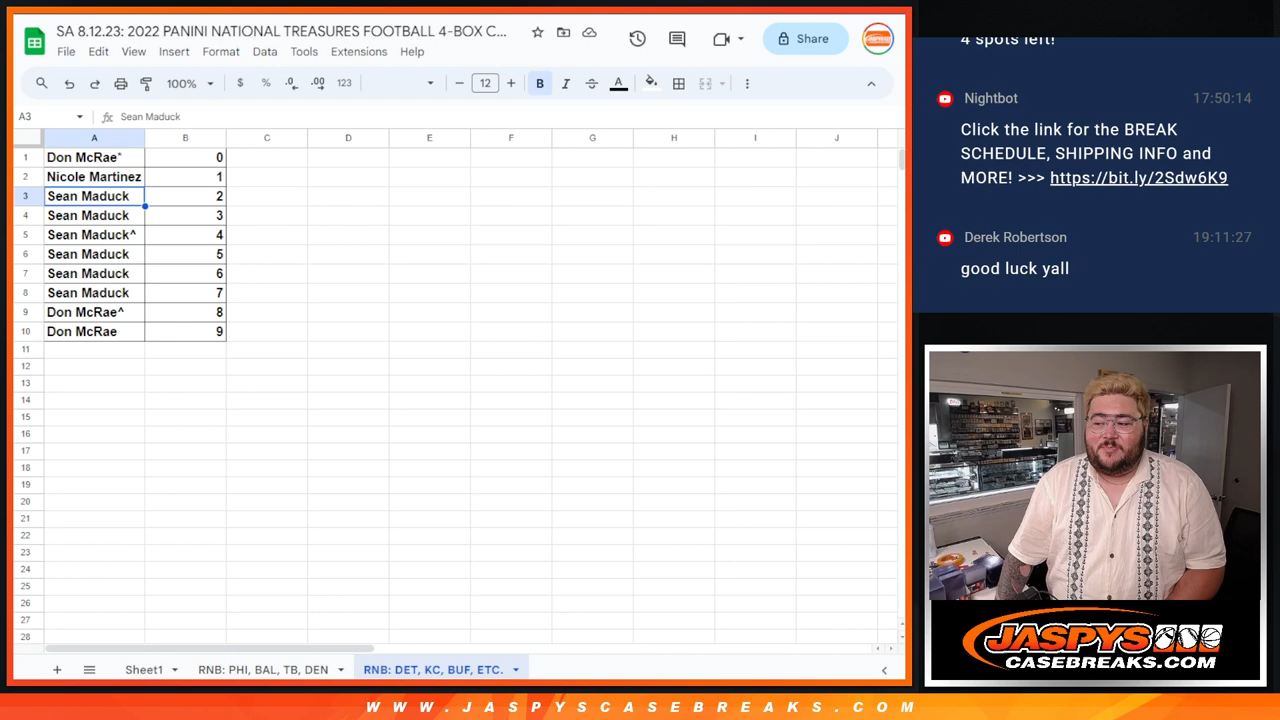 SA 8.12.23: 2022 PANINI NATIONAL TREASURES FOOTBALL 4-BOX C...
File Edit View Insert Format Data Tools Extensions Help
Share
100% $ % .0 .00 123 12 B I A
A3 fx Sean Maduck
A B C D E F G H I J
1 Don McRae* 0
2 Nicole Martinez 1
3 Sean Maduck 2
4 Sean Maduck 3
5 Sean Maduck^ 4
6 Sean Maduck 5
7 Sean Maduck 6
8 Sean Maduck 7
9 Don McRae^ 8
10 Don McRae 9
11
12
13
14
15
16
17
18
19
20
21
22
23
24
25
26
27
28
Sheet1 RNB: PHI, BAL, TB, DEN RNB: DET, KC, BUF, ETC.
4 spots left!
Nightbot 17:50:14
Click the link for the BREAK
SCHEDULE, SHIPPING INFO and
MORE! >>> https://bit.ly/2Sdw6K9
Derek Robertson 19:11:27
good luck yall
JASPYS
CASEBREAKS.COM
WWW.JASPYSCASEBREAKS.COM